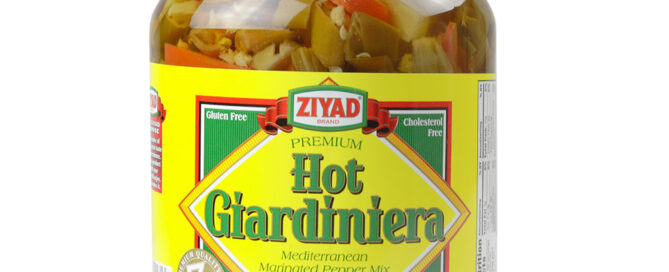 ZIYAD
BRAND
Gluten Free
Cholesterol
Free
PREMIUM
Hot
Giardiniera
Mediterranean
Marinated Pepper Mix